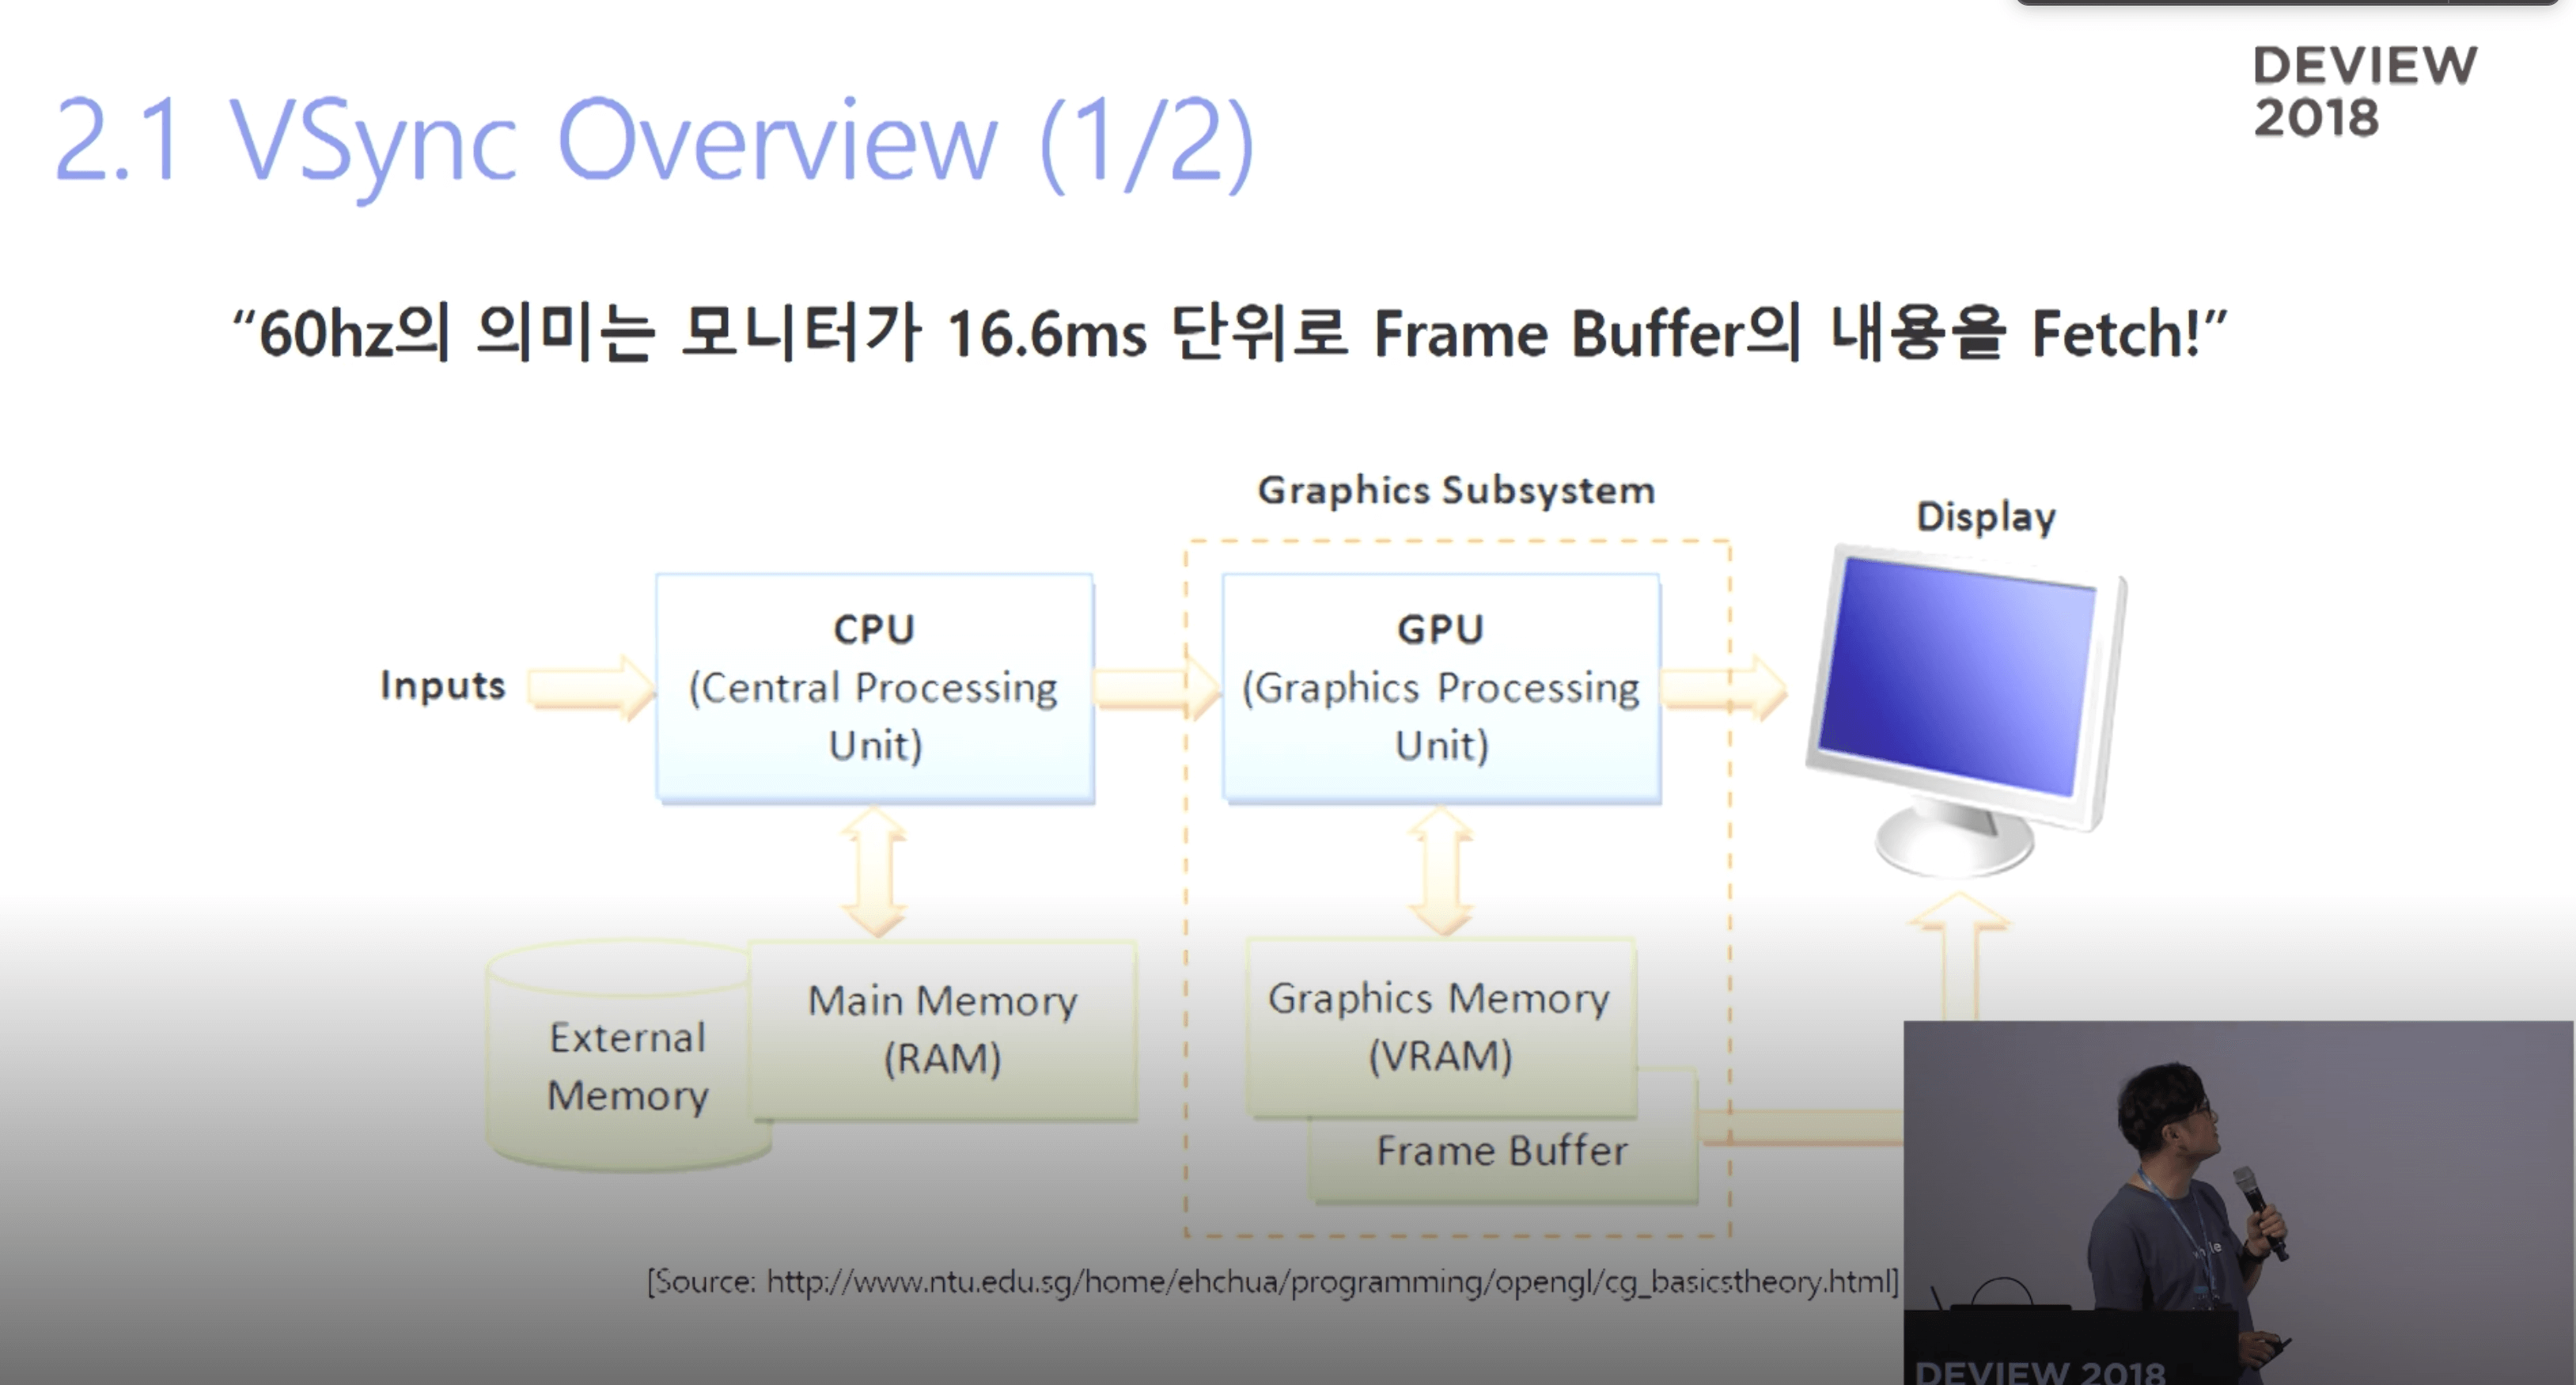 DEVIEW
2018
2.1 VSync Overview (1/2)
“60hz의 의미는 모니터가 16.6ms 단위로 Frame Buffer의 내용을 Fetch!”
Graphics Subsystem
Display
Inputs
CPU
(Central Processing
Unit)
GPU
(Graphics Processing
Unit)
External
Memory
Main Memory
(RAM)
Graphics Memory
(VRAM)
Frame Buffer
[Source: http://www.ntu.edu.sg/home/ehchua/programming/opengl/cg_basicstheory.html]
DEVIEW 2018